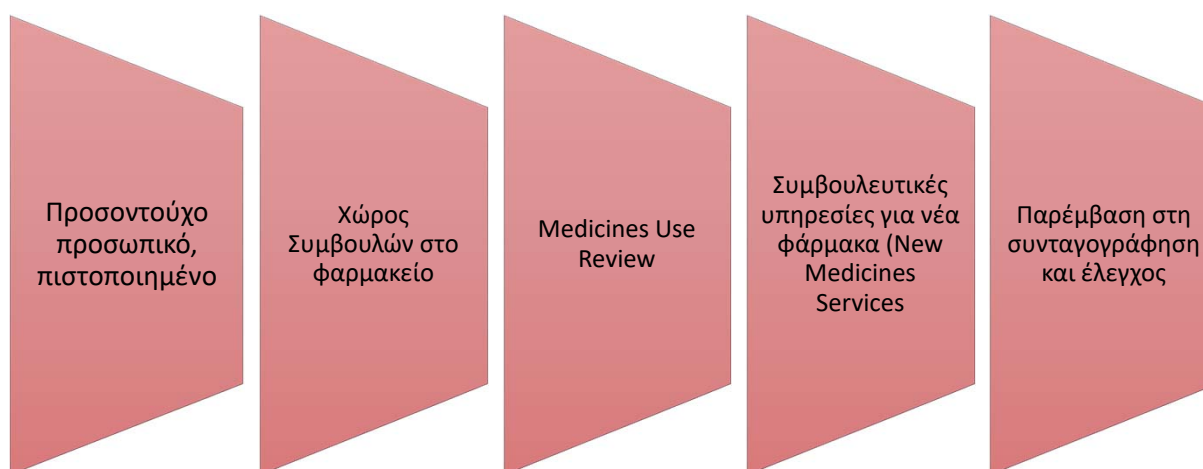 Προσοντούχο
προσωπικό,
πιστοποιημένο
Χώρος
Συμβουλών στο
φαρμακείο
Medicines Use
Review
Συμβουλευτικές
υπηρεσίες για νέα
φάρμακα (New
Medicines
Services
Παρέμβαση στη
συνταγογράφηση
και έλεγχος